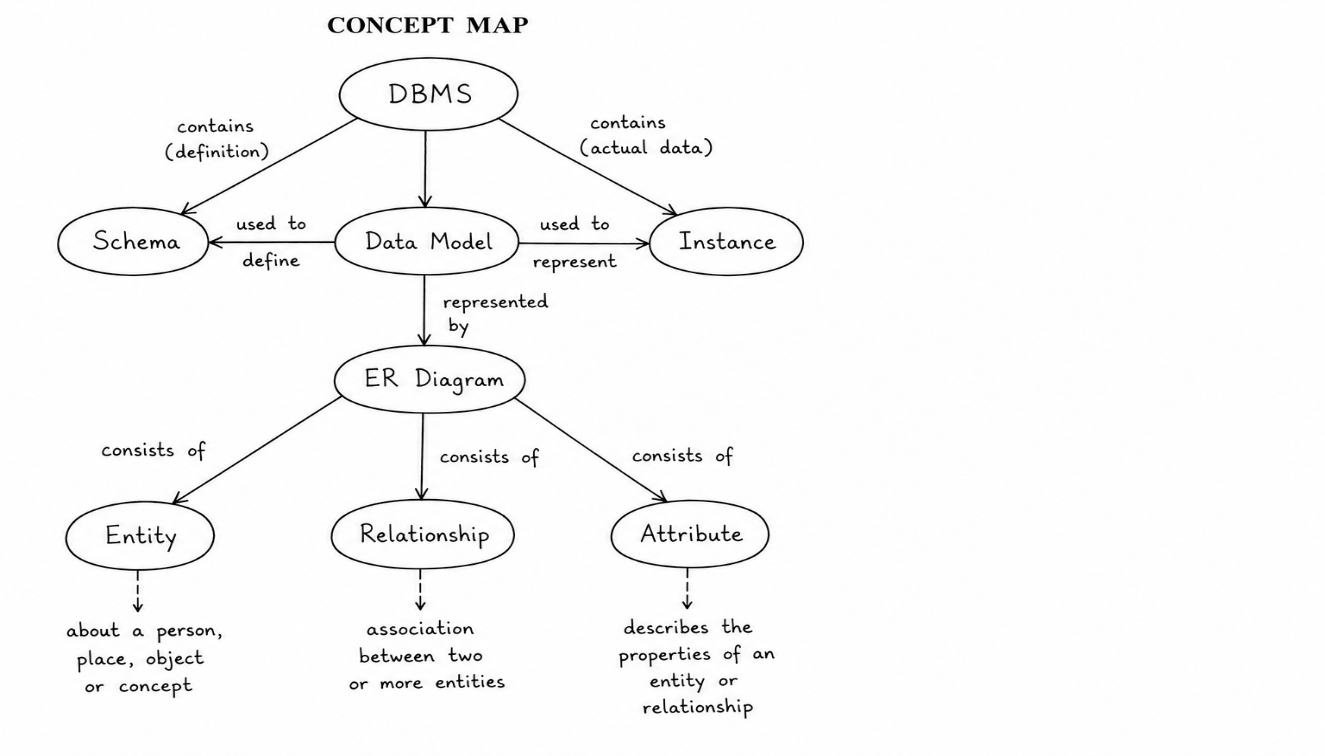 CONCEPT MAP
DBMS
contains
(definition)
contains
(actual data)
Schema
used to
define
Data Model
used to
represent
Instance
represented
by
ER Diagram
consists of
consists of
consists of
Entity
Relationship
Attribute
about a person,
place, object
or concept
association
between two
or more entities
describes the
properties of an
entity or
relationship